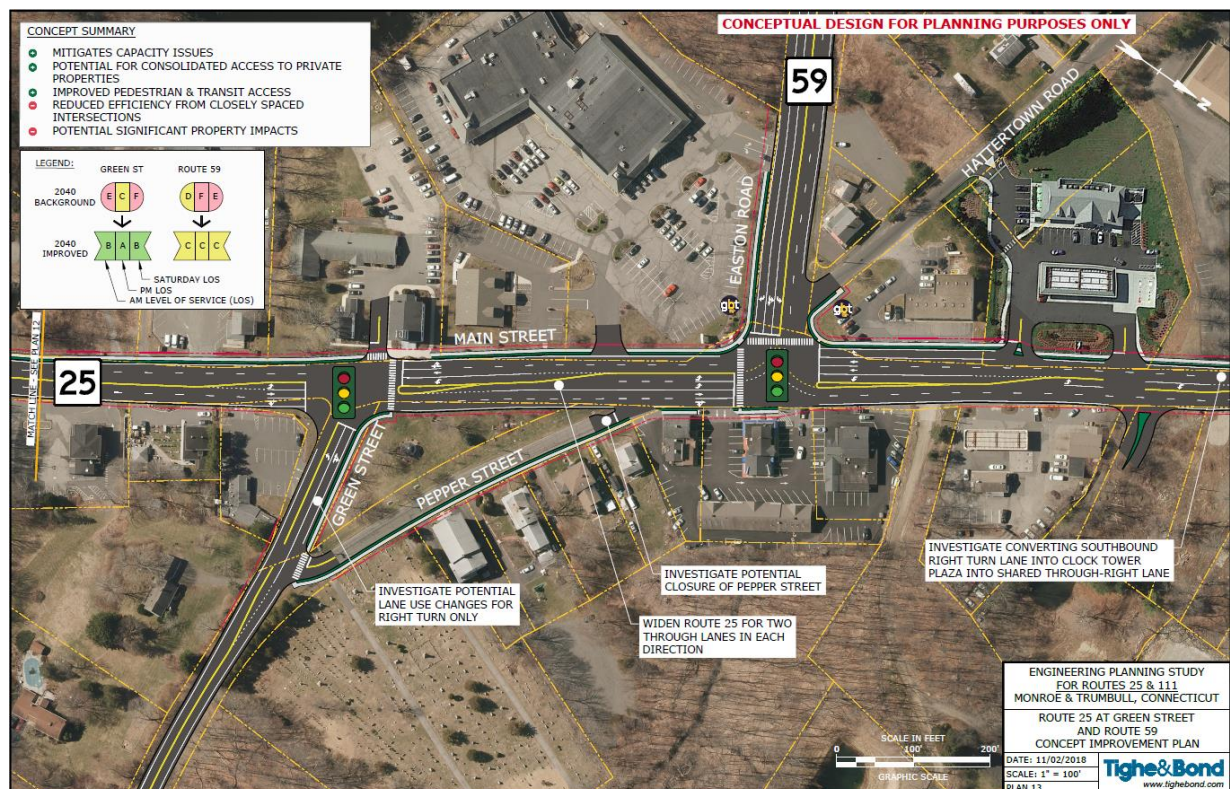 CONCEPTUAL DESIGN FOR PLANNING PURPOSES ONLY
CONCEPT SUMMARY
MITIGATES CAPACITY ISSUES
POTENTIAL FOR CONSOLIDATED ACCESS TO PRIVATE
PROPERTIES
IMPROVED PEDESTRIAN & TRANSIT ACCESS
REDUCED EFFICIENCY FROM CLOSELY SPACED
INTERSECTIONS
POTENTIAL SIGNIFICANT PROPERTY IMPACTS
LEGEND:
GREEN ST
ROUTE 59
2040
BACKGROUND
E C F
D F E
2040
IMPROVED
B A B
C C C
SATURDAY LOS
PM LOS
AM LEVEL OF SERVICE (LOS)
59
N
HATTERTOWN ROAD
EASTON ROAD
gbt
gbt
MAIN STREET
MATCH LINE - SEE PLAN 12
25
GREEN STREET
PEPPER STREET
INVESTIGATE POTENTIAL
LANE USE CHANGES FOR
RIGHT TURN ONLY
INVESTIGATE POTENTIAL
CLOSURE OF PEPPER STREET
WIDEN ROUTE 25 FOR TWO
THROUGH LANES IN EACH
DIRECTION
INVESTIGATE CONVERTING SOUTHBOUND
RIGHT TURN LANE INTO CLOCK TOWER
PLAZA INTO SHARED THROUGH-RIGHT LANE
SCALE IN FEET
0 100' 200'
GRAPHIC SCALE
ENGINEERING PLANNING STUDY
FOR ROUTES 25 & 111
MONROE & TRUMBULL, CONNECTICUT
ROUTE 25 AT GREEN STREET
AND ROUTE 59
CONCEPT IMPROVEMENT PLAN
DATE: 11/02/2018
SCALE: 1" = 100'
PLAN 13
Tighe&Bond
www.tighebond.com